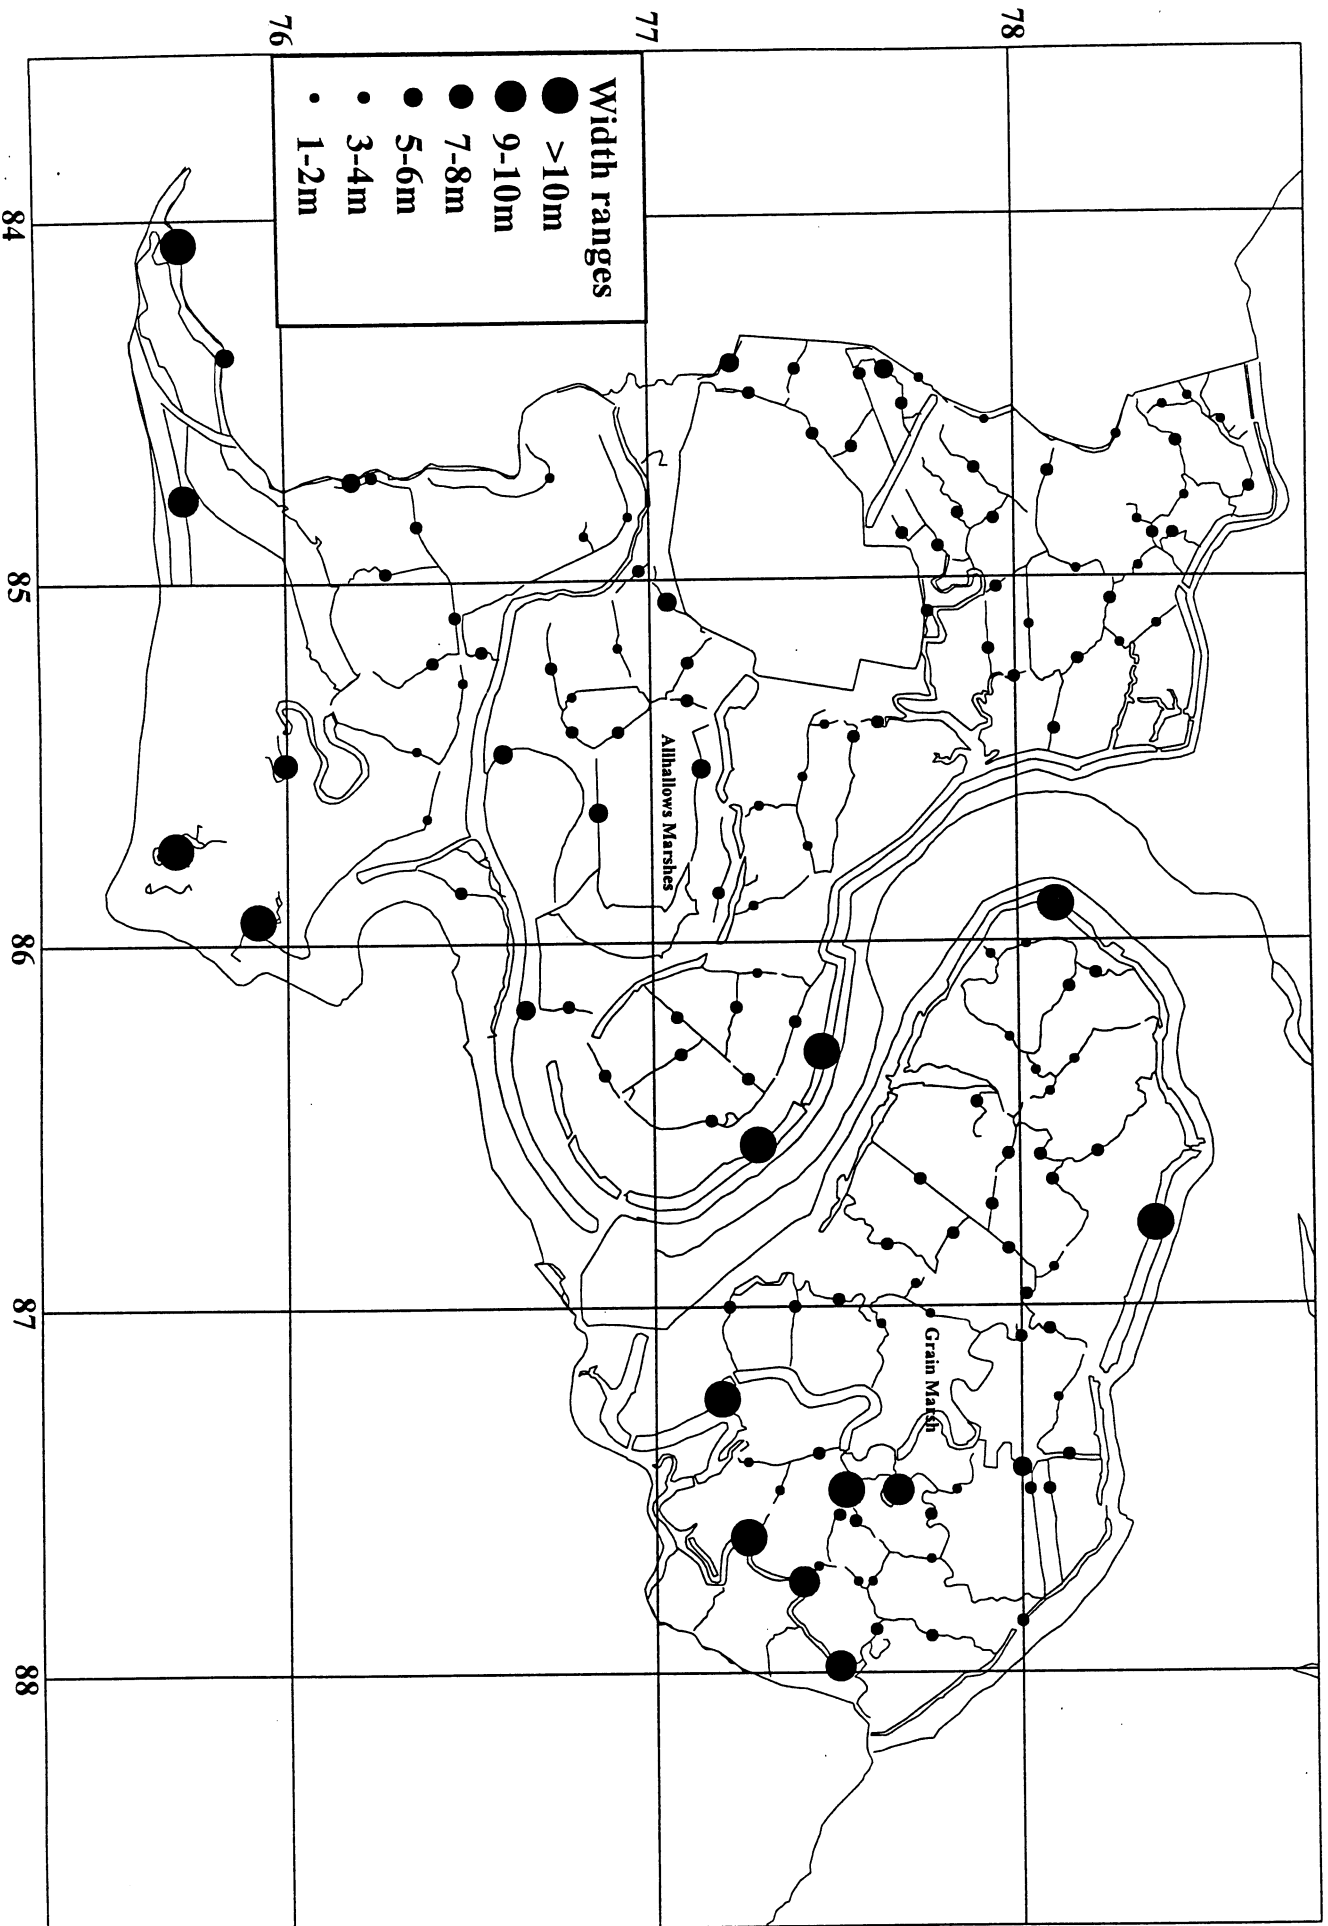 Width ranges
>10m
9-10m
7-8m
5-6m
3-4m
1-2m
78
77
76
84
85
86
87
88
Allhallows Marshes
Grain Marsh